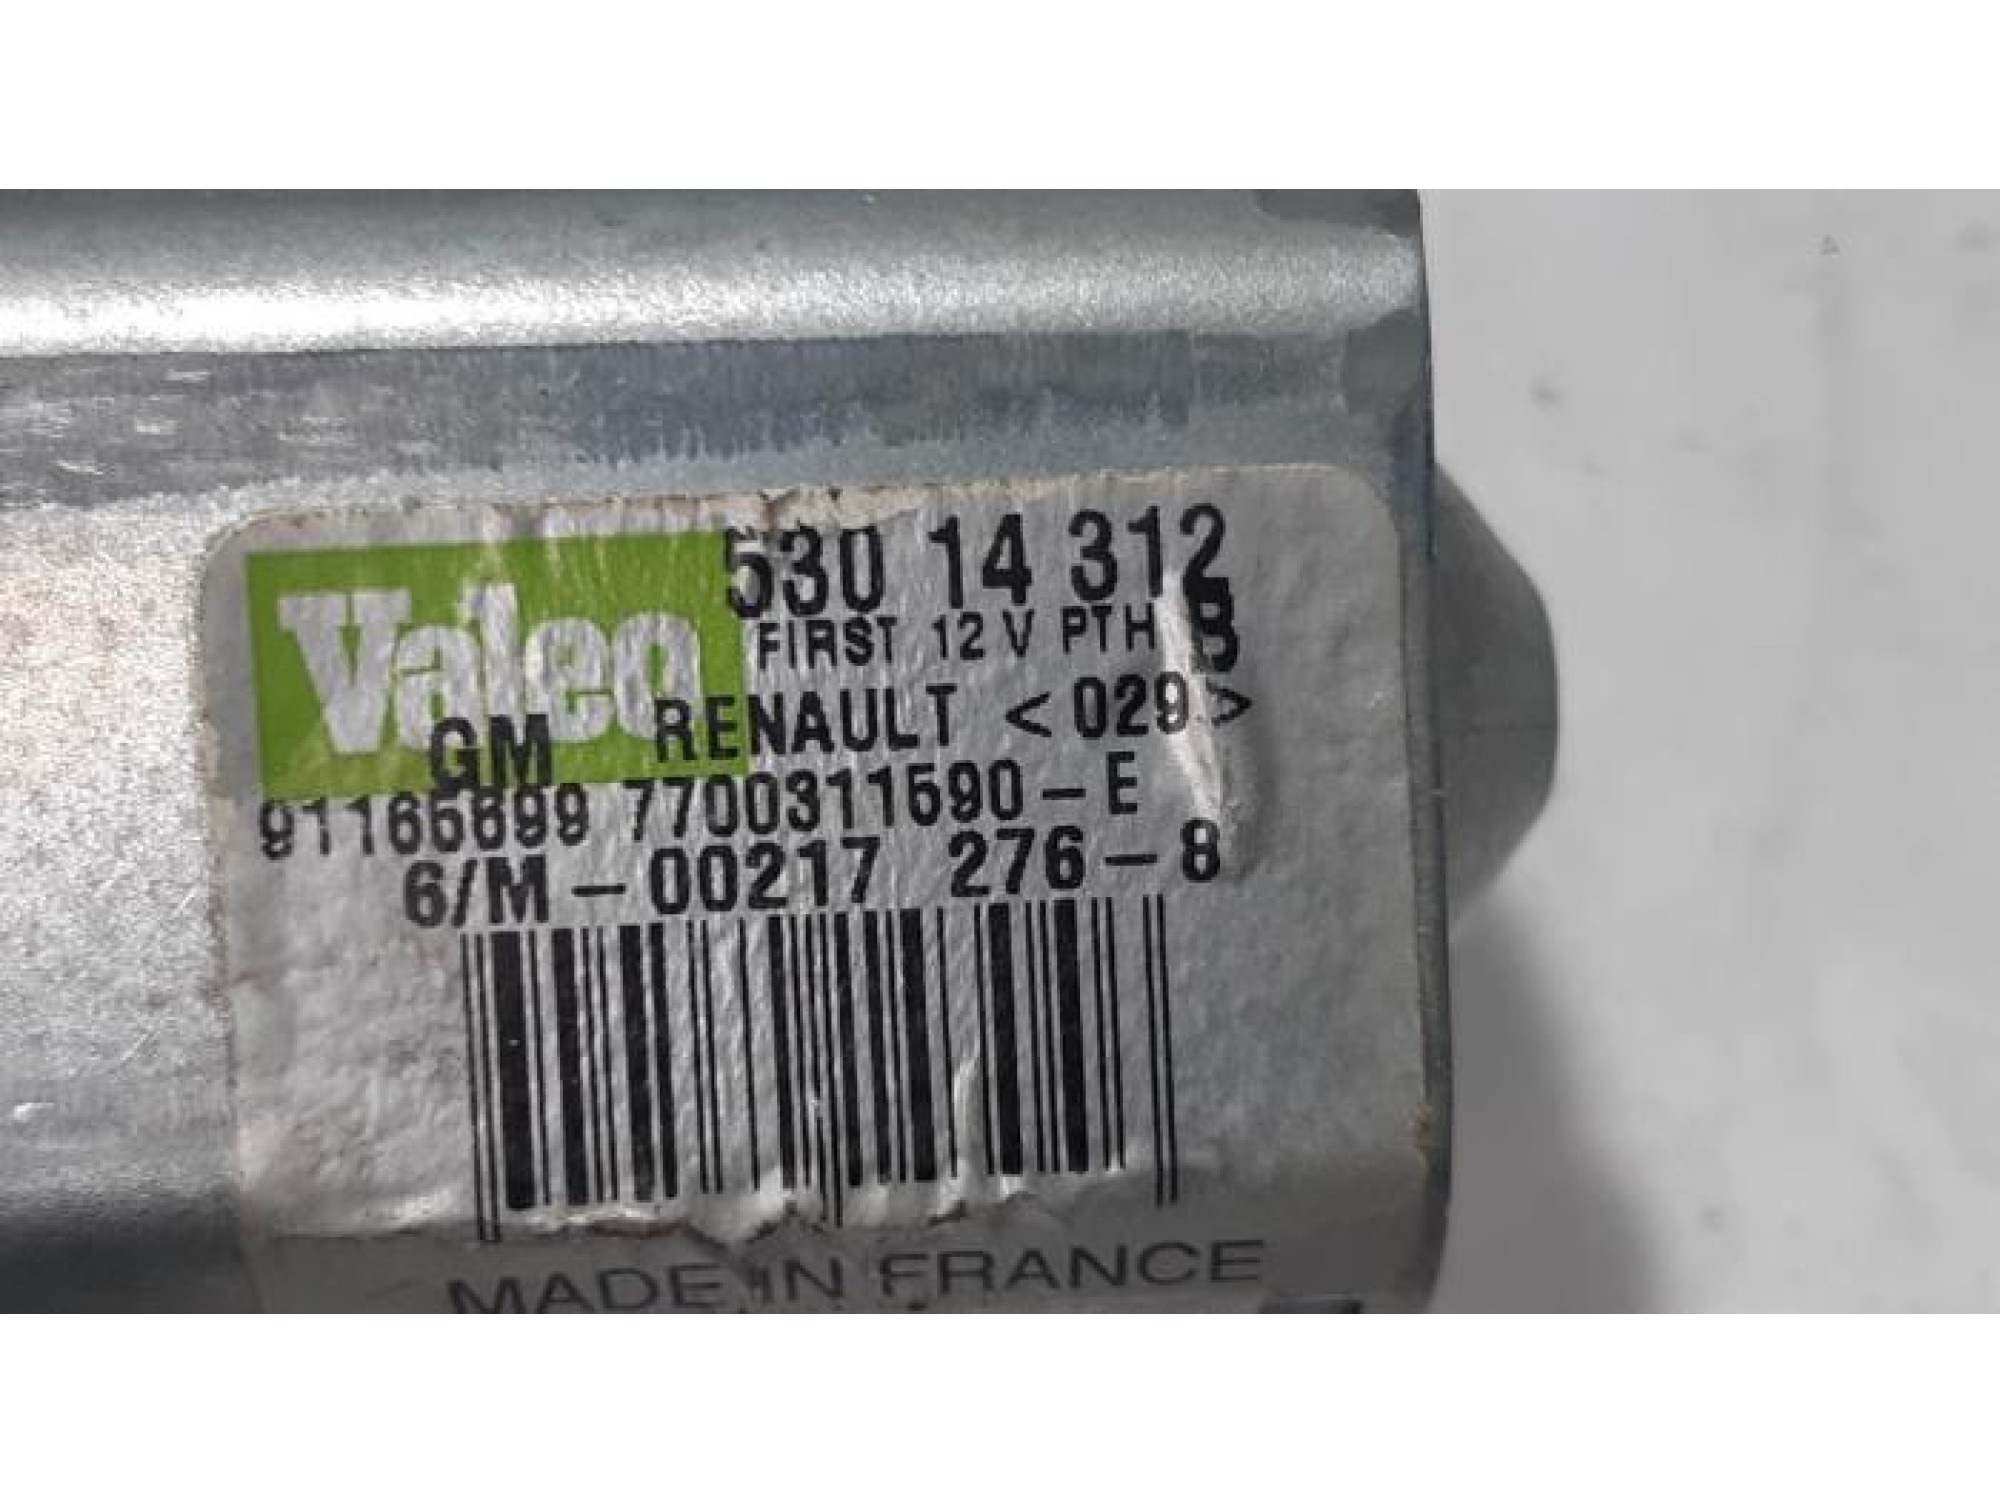 Valeo
530 14 312
FIRST 12 V PTH B
GM RENAULT <029>
91165699 7700311590-E
6/M-00217 276-8
MADE IN FRANCE